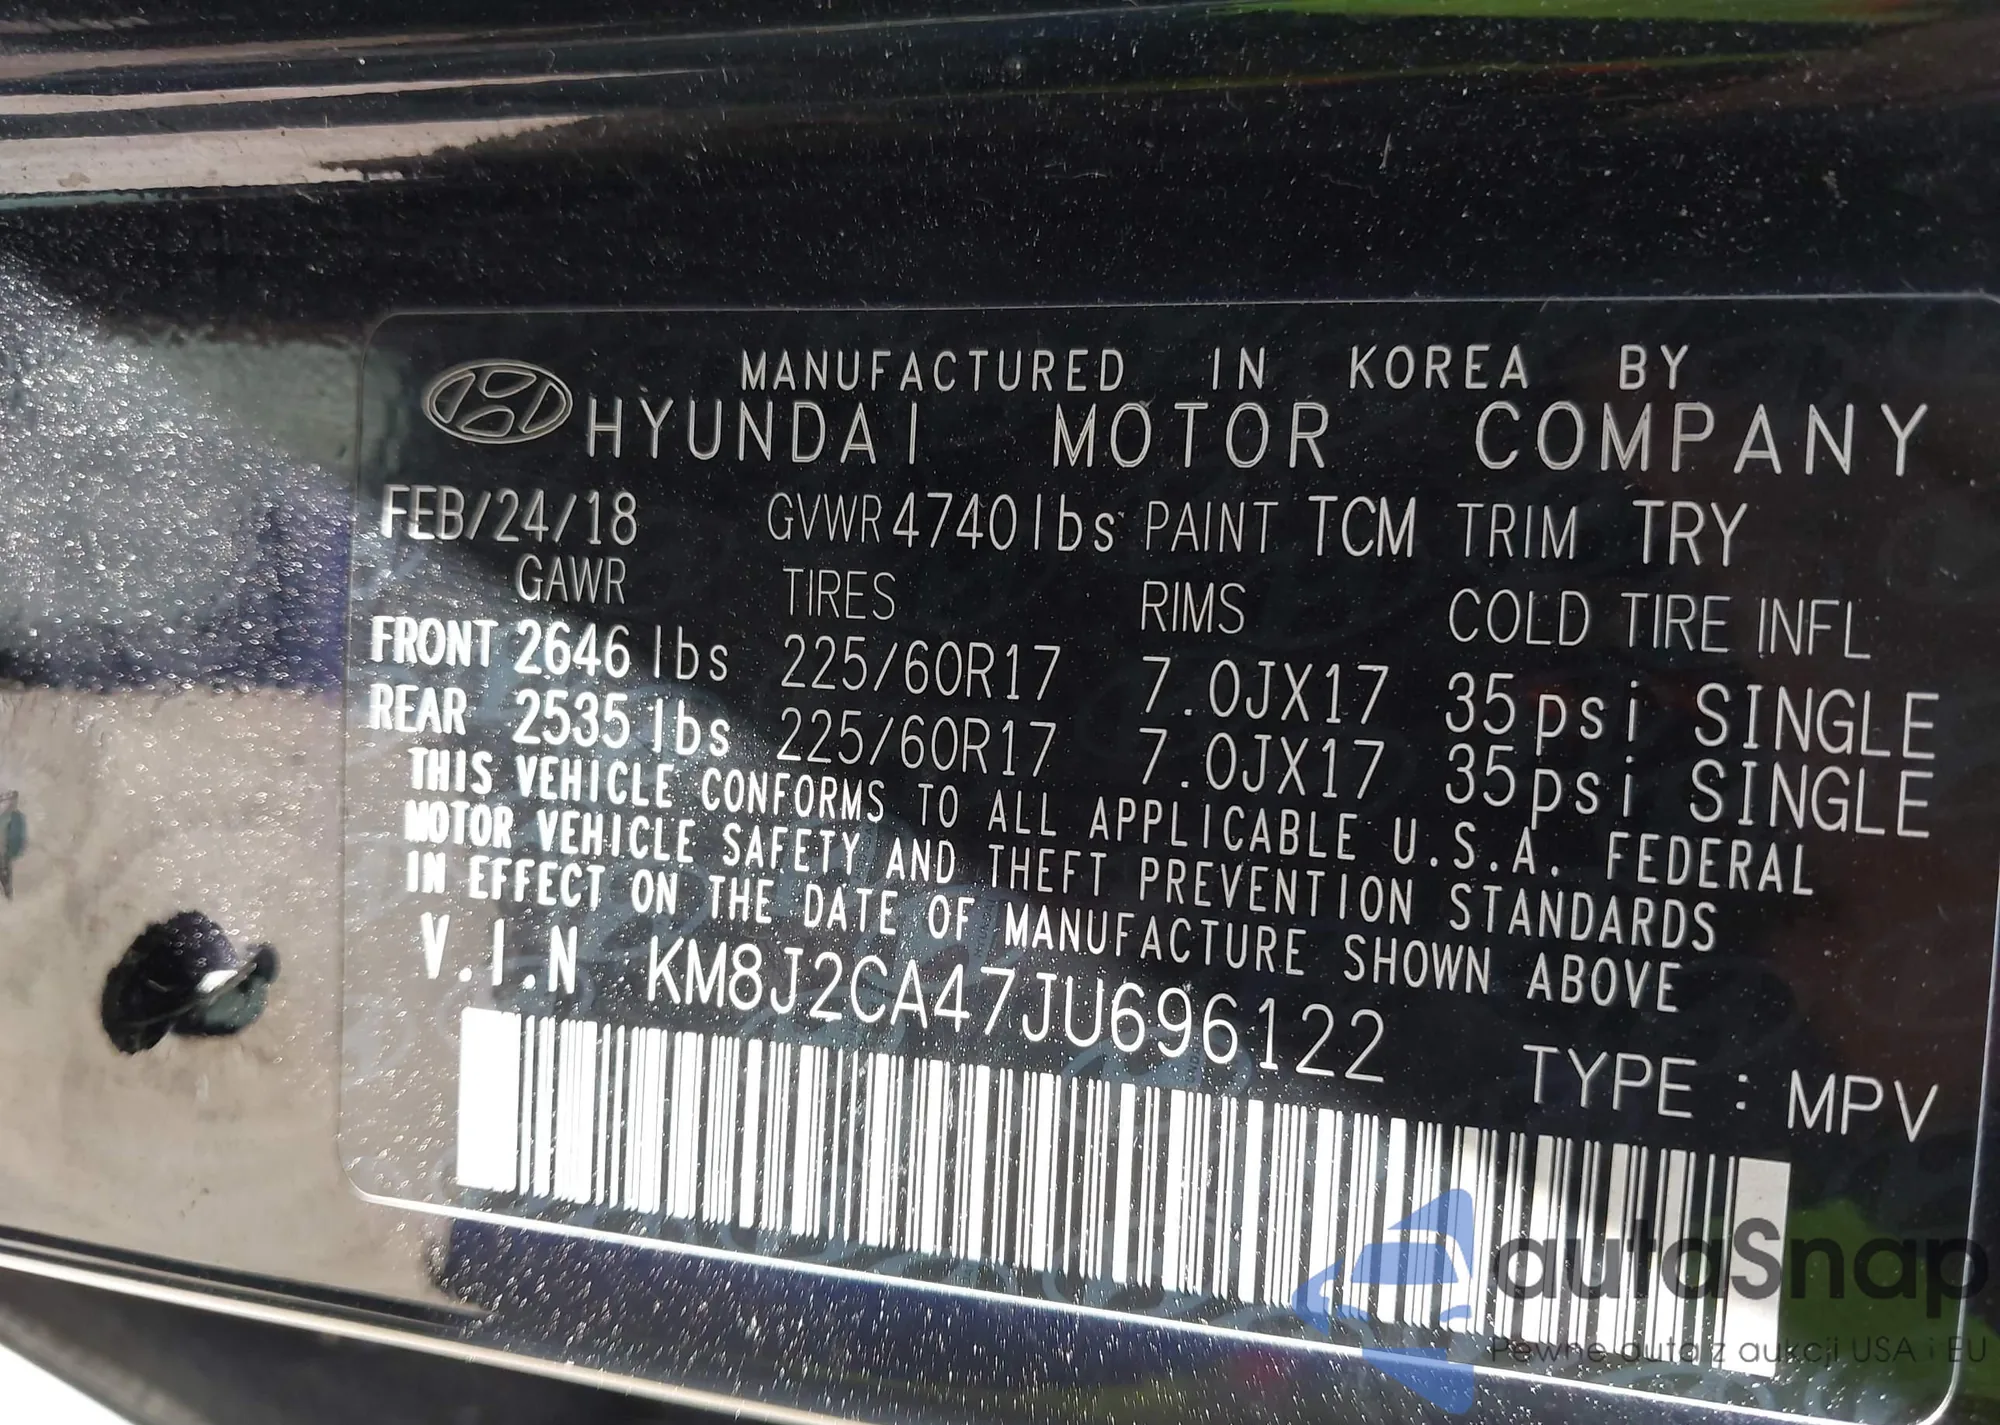 MANUFACTURED IN KOREA BY
HYUNDAI MOTOR COMPANY
FEB/24/18 GVWR 4740lbs PAINT TCM TRIM TRY
GAWR TIRES RIMS COLD TIRE INFL
FRONT 2646 lbs 225/60R17 7.0JX17 35psi SINGLE
REAR 2535 lbs 225/60R17 7.0JX17 35psi SINGLE
THIS VEHICLE CONFORMS TO ALL APPLICABLE U.S.A. FEDERAL
MOTOR VEHICLE SAFETY AND THEFT PREVENTION STANDARDS
IN EFFECT ON THE DATE OF MANUFACTURE SHOWN ABOVE
V.I.N KM8J2CA47JU696122
TYPE : MPV
autaSnap
Pewne auta z aukcji USA i EU